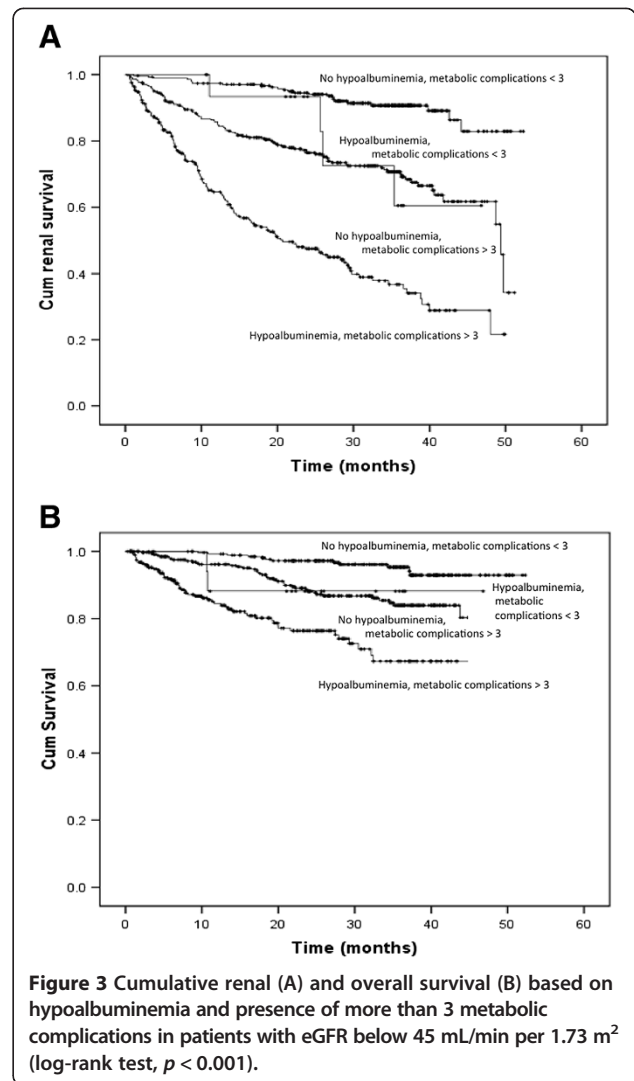 A
1.0
0.8
0.6
0.4
0.2
0.0
Cum renal survival
No hypoalbuminemia, metabolic complications < 3
Hypoalbuminemia,
metabolic complications < 3
No hypoalbuminemia,
metabolic complications > 3
Hypoalbuminemia, metabolic complications > 3
0 10 20 30 40 50 60
Time (months)
B
1.0
0.8
0.6
0.4
0.2
0.0
Cum Survival
No hypoalbuminemia, metabolic complications < 3
Hypoalbuminemia,
metabolic
complications < 3
No hypoalbuminemia,
metabolic complications > 3
Hypoalbuminemia, metabolic complications > 3
0 10 20 30 40 50 60
Time (months)
Figure 3 Cumulative renal (A) and overall survival (B) based on
hypoalbuminemia and presence of more than 3 metabolic
complications in patients with eGFR below 45 mL/min per 1.73 m²
(log-rank test, p < 0.001).